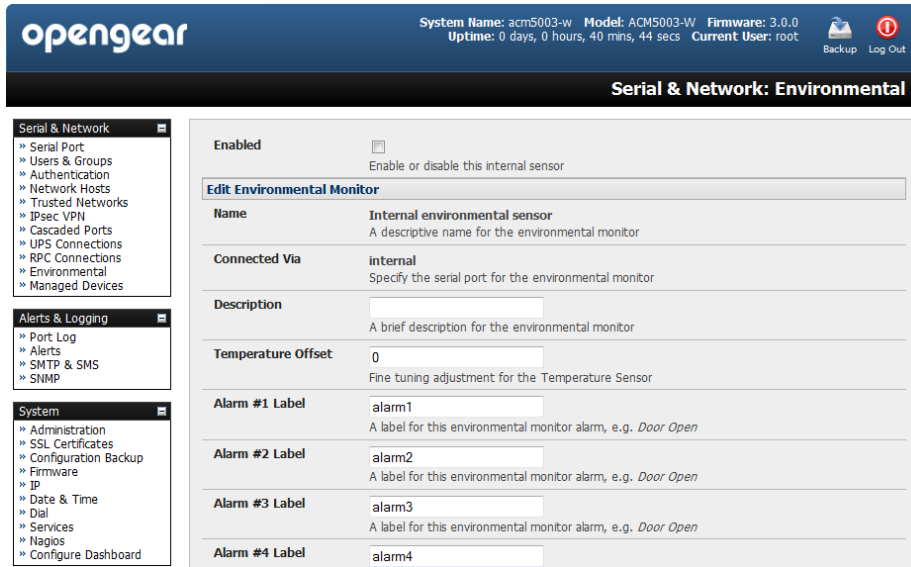 opengear
System Name: acm5003-w Model: ACM5003-W Firmware: 3.0.0
Uptime: 0 days, 0 hours, 40 mins, 44 secs Current User: root
Backup
Log Out
Serial & Network: Environmental
Serial & Network
» Serial Port
» Users & Groups
» Authentication
» Network Hosts
» Trusted Networks
» IPsec VPN
» Cascaded Ports
» UPS Connections
» RPC Connections
» Environmental
» Managed Devices
Alerts & Logging
» Port Log
» Alerts
» SMTP & SMS
» SNMP
System
» Administration
» SSL Certificates
» Configuration Backup
» Firmware
» IP
» Date & Time
» Dial
» Services
» Nagios
» Configure Dashboard
Enabled
Enable or disable this internal sensor
Edit Environmental Monitor
Name
Internal environmental sensor
A descriptive name for the environmental monitor
Connected Via
internal
Specify the serial port for the environmental monitor
Description
A brief description for the environmental monitor
Temperature Offset
0
Fine tuning adjustment for the Temperature Sensor
Alarm #1 Label
alarm1
A label for this environmental monitor alarm, e.g. Door Open
Alarm #2 Label
alarm2
A label for this environmental monitor alarm, e.g. Door Open
Alarm #3 Label
alarm3
A label for this environmental monitor alarm, e.g. Door Open
Alarm #4 Label
alarm4